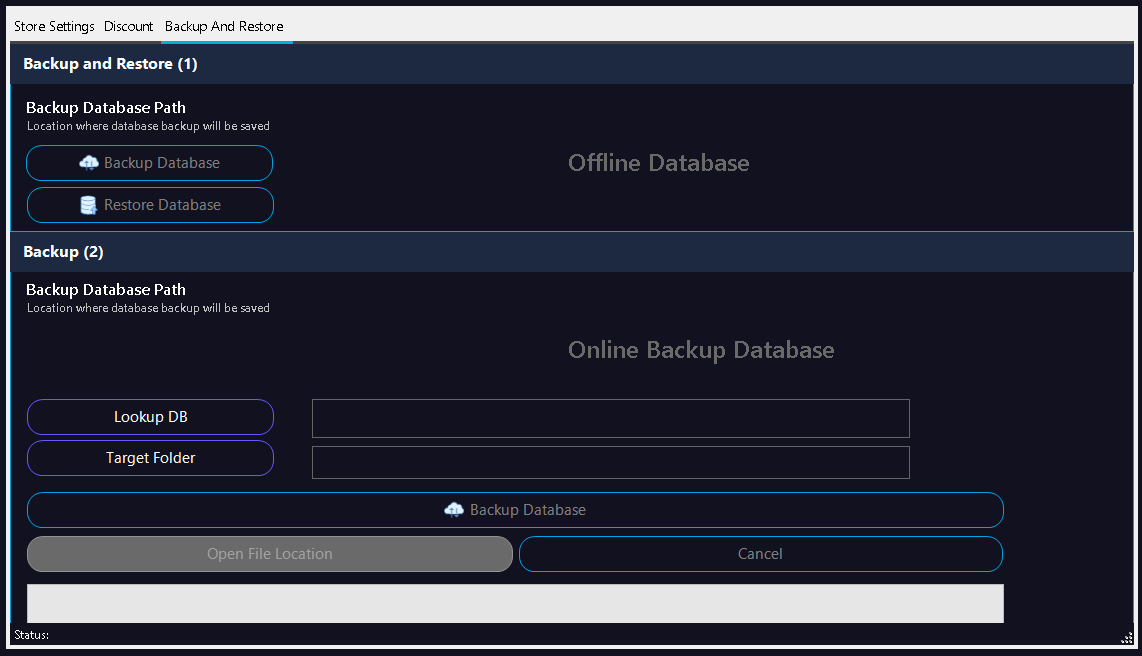 Store Settings Discount Backup And Restore
Backup and Restore (1)
Backup Database Path
Location where database backup will be saved
Backup Database
Offline Database
Restore Database
Backup (2)
Backup Database Path
Location where database backup will be saved
Online Backup Database
Lookup DB
Target Folder
Backup Database
Open File Location
Cancel
Status: